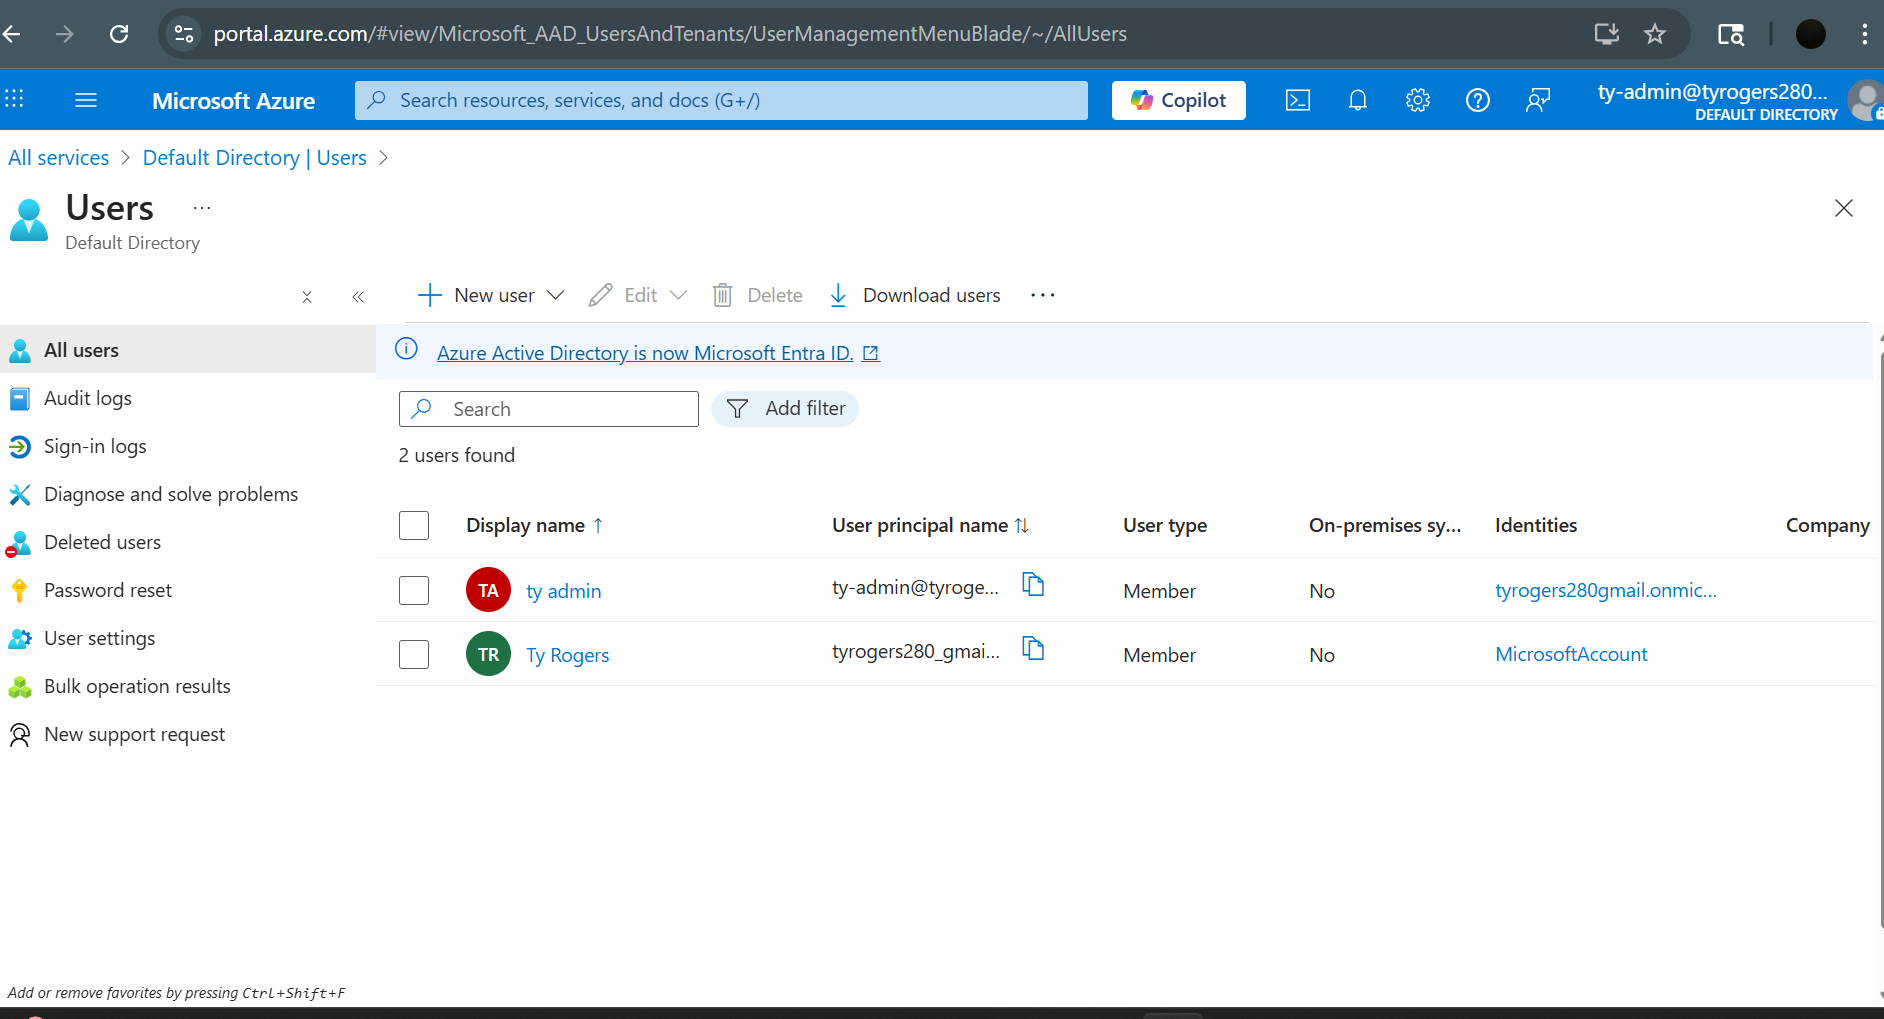 portal.azure.com/#view/Microsoft_AAD_UsersAndTenants/UserManagementMenuBlade/~/AllUsers
Microsoft Azure
Search resources, services, and docs (G+/)
Copilot
ty-admin@tyrogers280...
DEFAULT DIRECTORY
All services > Default Directory | Users >
Users ...
Default Directory
New user
Edit
Delete
Download users
All users
Audit logs
Sign-in logs
Diagnose and solve problems
Deleted users
Password reset
User settings
Bulk operation results
New support request
Azure Active Directory is now Microsoft Entra ID.
Search
Add filter
2 users found
Display name ↑ User principal name ↑↓ User type On-premises sy... Identities Company
TA ty admin ty-admin@tyroge... Member No tyrogers280gmail.onmic...
TR Ty Rogers tyrogers280_gmai... Member No MicrosoftAccount
Add or remove favorites by pressing Ctrl+Shift+F